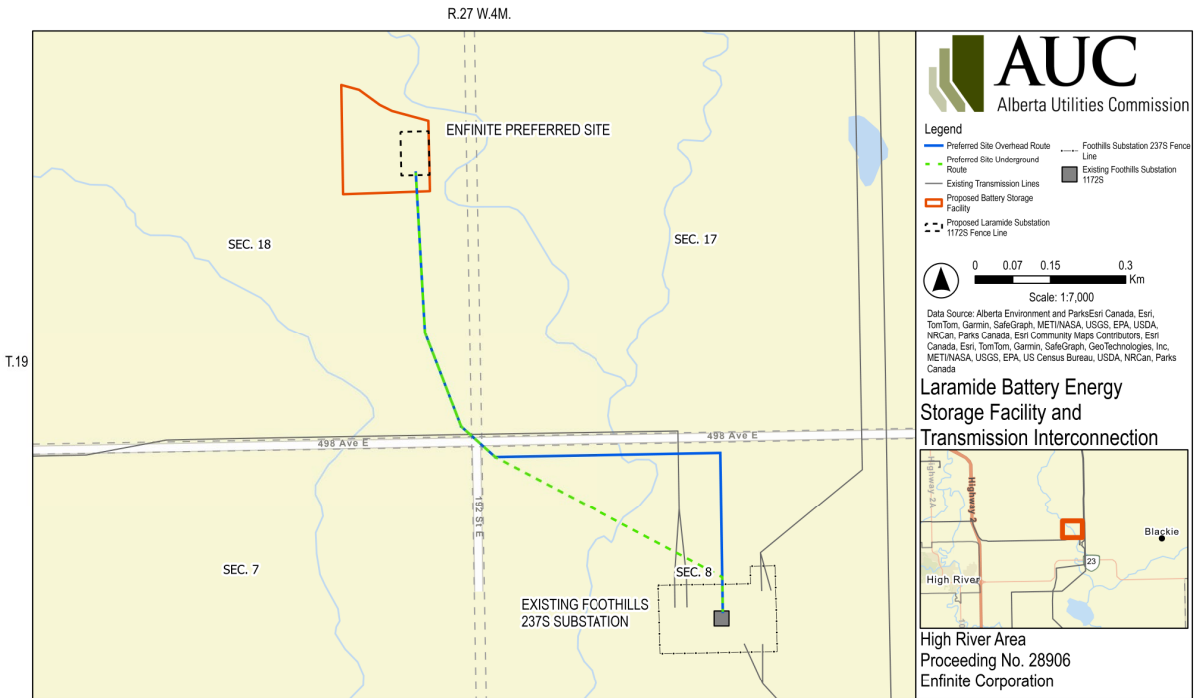 R.27 W.4M.
T.19
ENFINITE PREFERRED SITE
SEC. 18
SEC. 17
498 Ave E
498 Ave E
192 St E
SEC. 7
SEC. 8
EXISTING FOOTHILLS
237S SUBSTATION
AUC
Alberta Utilities Commission
Legend
Preferred Site Overhead Route
Preferred Site Underground
Route
Existing Transmission Lines
Proposed Battery Storage
Facility
Proposed Laramide Substation
1172S Fence Line
Foothills Substation 237S Fence
Line
Existing Foothills Substation
1172S
0 0.07 0.15 0.3
Km
Scale: 1:7,000
Data Source: Alberta Environment and ParksEsri Canada, Esri,
TomTom, Garmin, SafeGraph, METI/NASA, USGS, EPA, USDA,
NRCan, Parks Canada, Esri Community Maps Contributors, Esri
Canada, Esri, TomTom, Garmin, SafeGraph, GeoTechnologies, Inc,
METI/NASA, USGS, EPA, US Census Bureau, USDA, NRCan, Parks
Canada
Laramide Battery Energy
Storage Facility and
Transmission Interconnection
Highway 2A
Highway 2
Blackie
23
High River
High River Area
Proceeding No. 28906
Enfinite Corporation